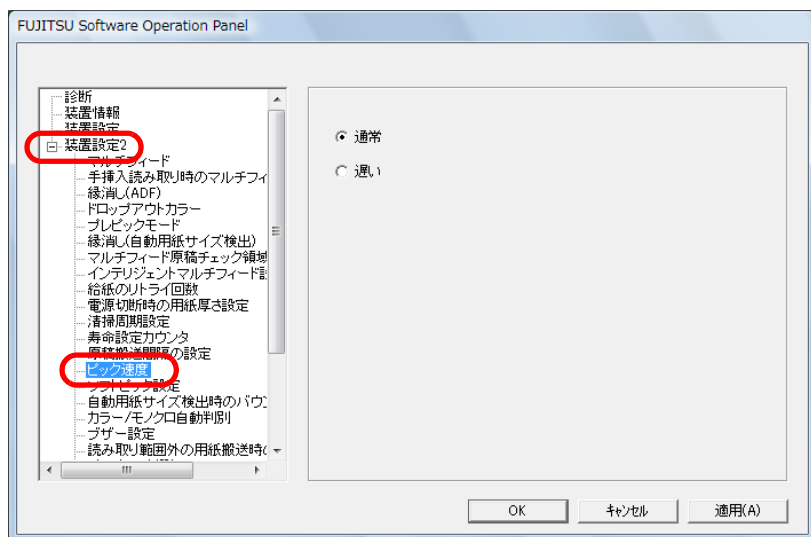 FUJITSU Software Operation Panel
診断
装置情報
装置設定
装置設定2
マルチフィード
手挿入読み取り時のマルチフィ
縁消し(ADF)
ドロップアウトカラー
プレピックモード
縁消し(自動用紙サイズ検出)
マルチフィード原稿チェック領域
インテリジェントマルチフィード
給紙のリトライ回数
電源切断時の用紙厚さ設定
清掃周期設定
寿命設定カウンタ
原稿搬送間隔の設定
ピック速度
ソフトピック設定
自動用紙サイズ検出時のバウン
カラー/モノクロ自動判別
ブザー設定
読み取り範囲外の用紙搬送時
通常
遅い
OK
キャンセル
適用(A)